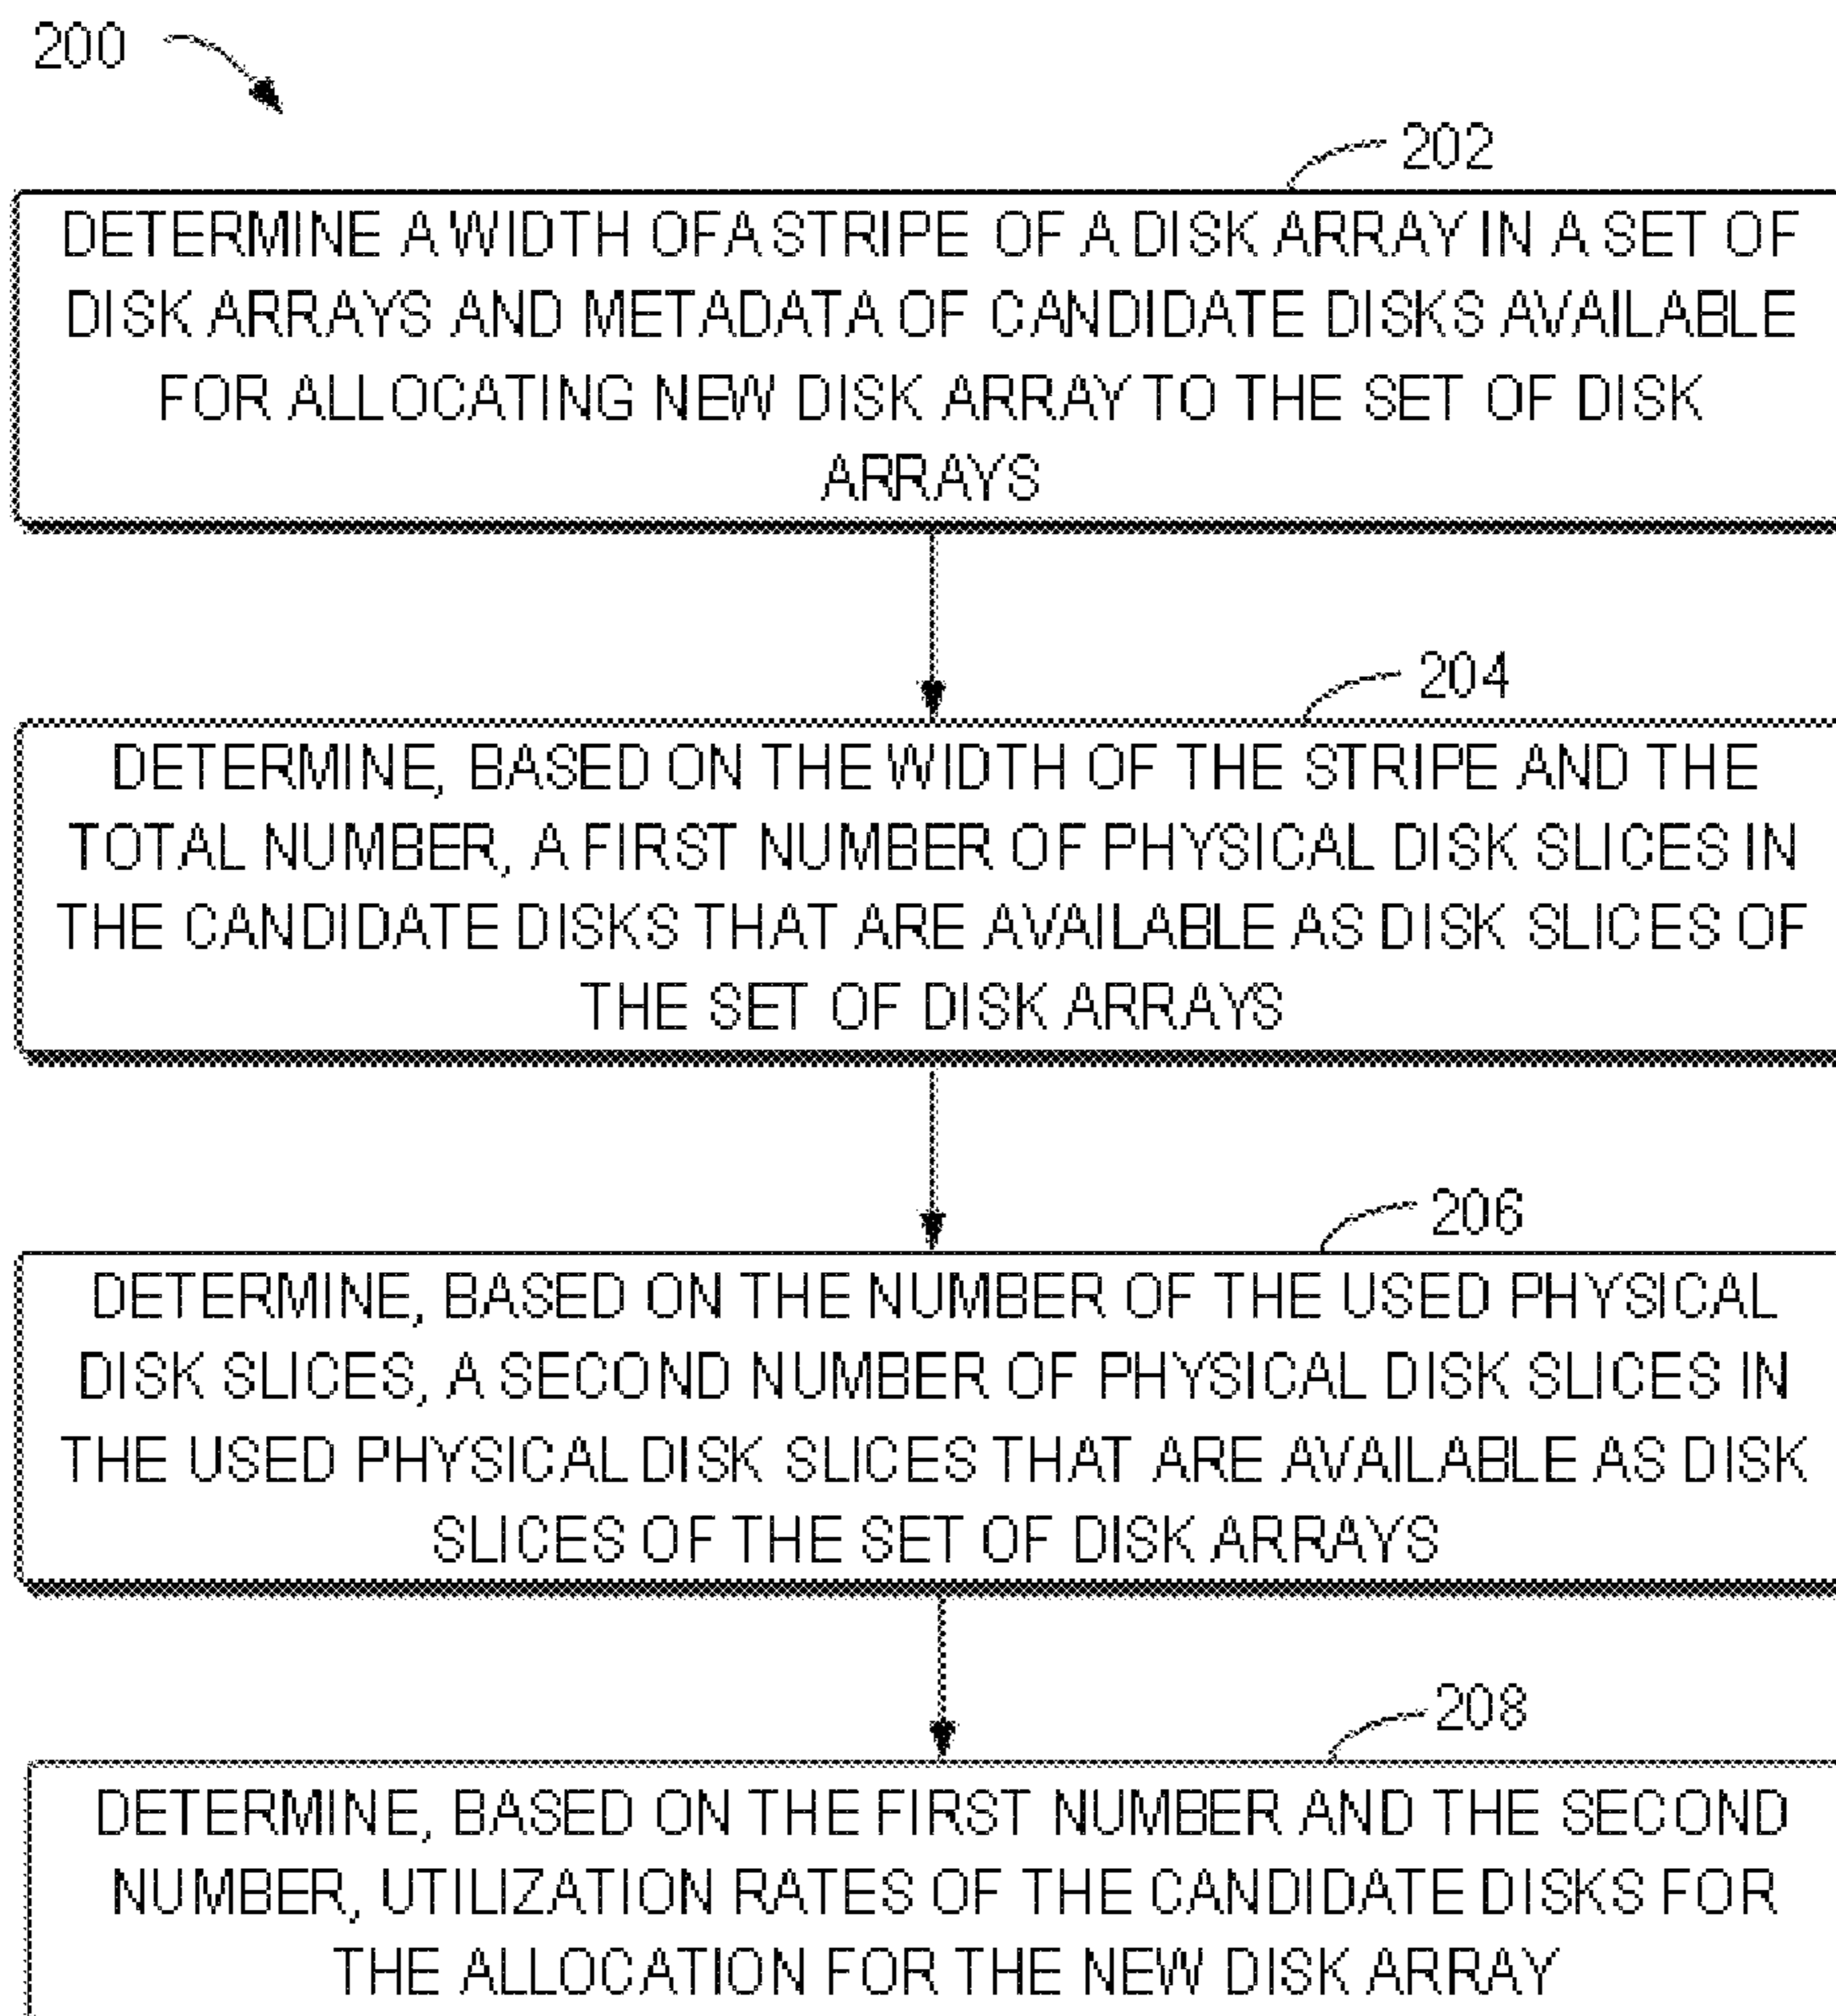 200
202
DETERMINE A WIDTH OF A STRIPE OF A DISK ARRAY IN A SET OF
DISK ARRAYS AND METADATA OF CANDIDATE DISKS AVAILABLE
FOR ALLOCATING NEW DISK ARRAY TO THE SET OF DISK
ARRAYS
204
DETERMINE, BASED ON THE WIDTH OF THE STRIPE AND THE
TOTAL NUMBER, A FIRST NUMBER OF PHYSICAL DISK SLICES IN
THE CANDIDATE DISKS THAT ARE AVAILABLE AS DISK SLICES OF
THE SET OF DISK ARRAYS
206
DETERMINE, BASED ON THE NUMBER OF THE USED PHYSICAL
DISK SLICES, A SECOND NUMBER OF PHYSICAL DISK SLICES IN
THE USED PHYSICAL DISK SLICES THAT ARE AVAILABLE AS DISK
SLICES OF THE SET OF DISK ARRAYS
208
DETERMINE, BASED ON THE FIRST NUMBER AND THE SECOND
NUMBER, UTILIZATION RATES OF THE CANDIDATE DISKS FOR
THE ALLOCATION FOR THE NEW DISK ARRAY